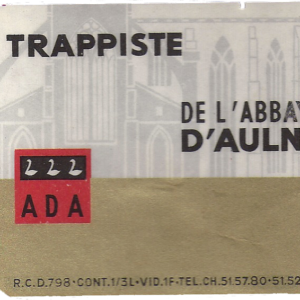 TRAPPISTE
DE L'ABBAY
D'AULN
ADA
R.C.D.798·CONT.1/3L·VID.1F·TEL.CH.51.57.80·51.52